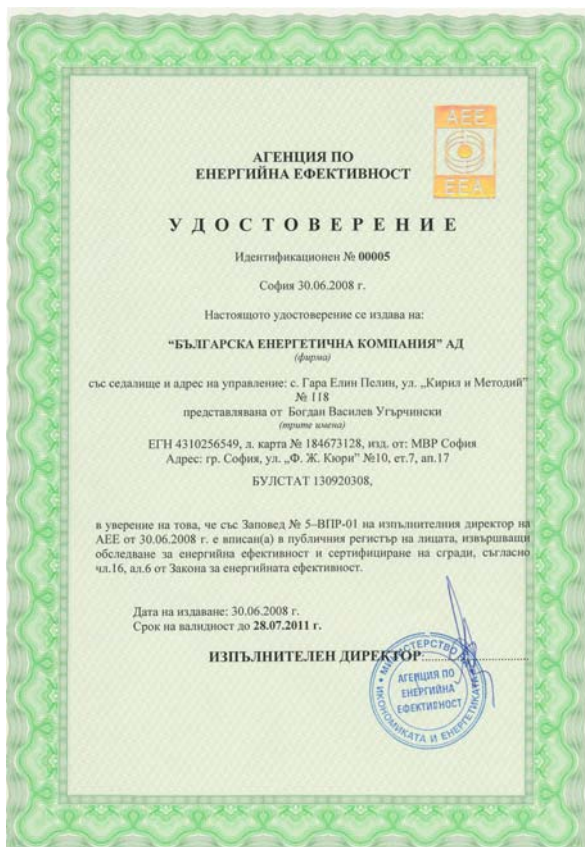 АЕЕ
ЕЕА
АГЕНЦИЯ ПО
ЕНЕРГИЙНА ЕФЕКТИВНОСТ
УДОСТОВЕРЕНИЕ
Идентификационен № 00005
София 30.06.2008 г.
Настоящото удостоверение се издава на:
“БЪЛГАРСКА ЕНЕРГЕТИЧНА КОМПАНИЯ” АД
(фирма)
със седалище и адрес на управление: с. Гара Елин Пелин, ул. „Кирил и Методий”
№ 118
представлявана от Богдан Василев Угърчински
(трите имена)
ЕГН 4310256549, л. карта № 184673128, изд. от: МВР София
Адрес: гр. София, ул. „Ф. Ж. Кюри” №10, ет.7, ап.17
БУЛСТАТ 130920308,
в уверение на това, че със Заповед № 5–ВПР-01 на изпълнителния директор на
АЕЕ от 30.06.2008 г. е вписан(а) в публичния регистър на лицата, извършващи
обследване за енергийна ефективност и сертифициране на сгради, съгласно
чл.16, ал.6 от Закона за енергийната ефективност.
Дата на издаване: 30.06.2008 г.
Срок на валидност до 28.07.2011 г.
ИЗПЪЛНИТЕЛЕН ДИРЕКТОР
МИНИСТЕРСТВО НА
ИКОНОМИКАТА И ЕНЕРГЕТИКАТА
АГЕНЦИЯ ПО
ЕНЕРГИЙНА
ЕФЕКТИВНОСТ